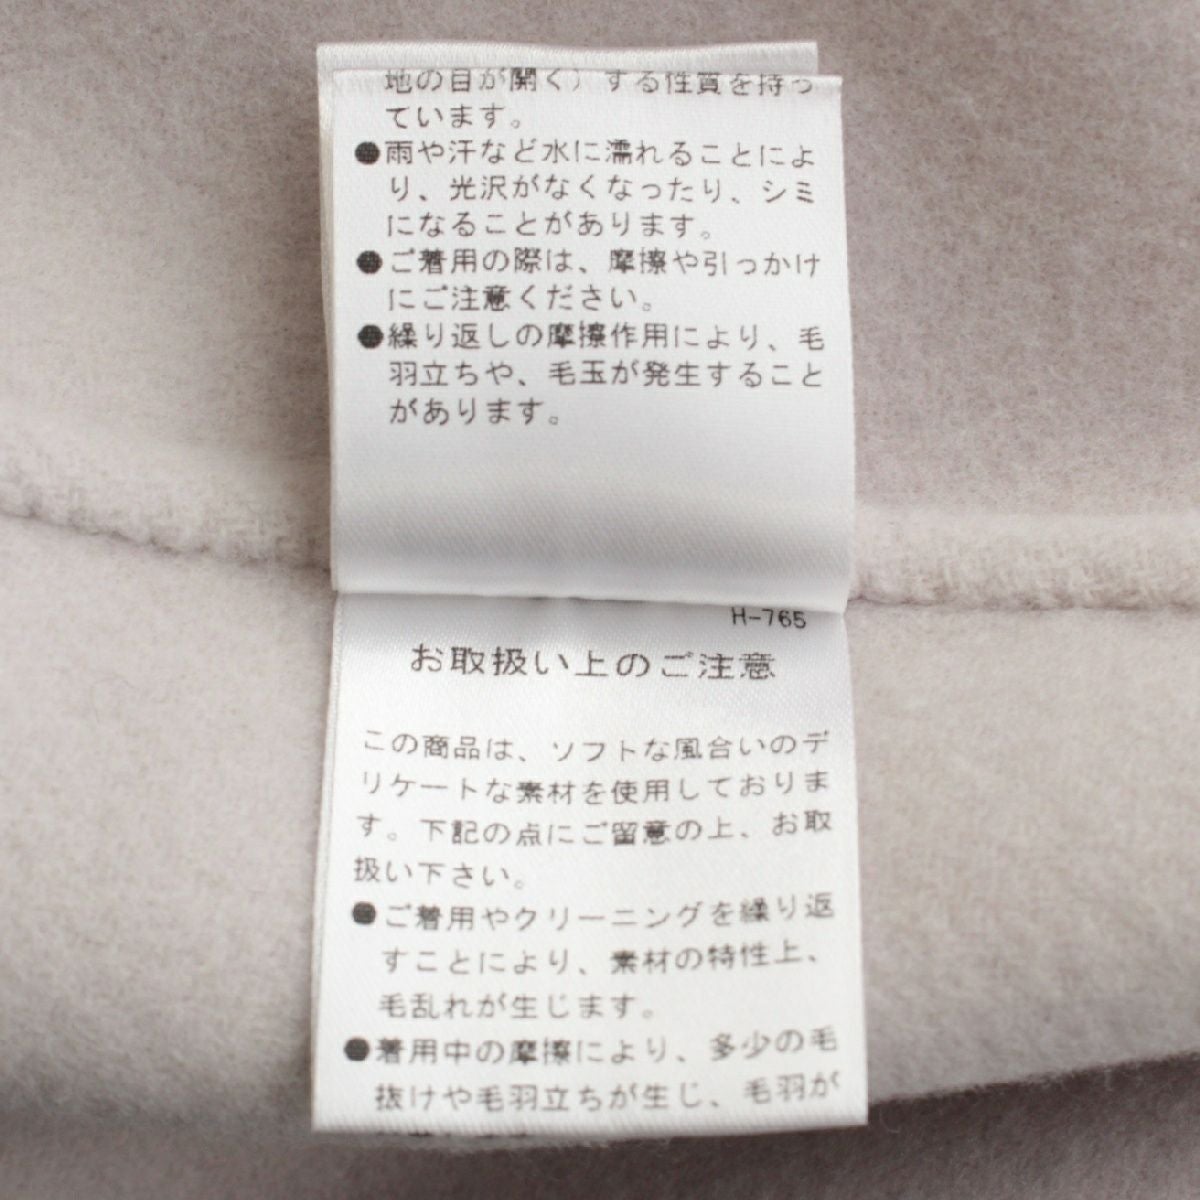 地の目が開く）する性質を持っ
ています。
●雨や汗など水に濡れることによ
り、光沢がなくなったり、シミ
になることがあります。
●ご着用の際は、摩擦や引っかけ
にご注意ください。
●繰り返しの摩擦作用により、毛
羽立ちや、毛玉が発生すること
があります。
H-765
お取扱い上のご注意
この商品は、ソフトな風合いのデ
リケートな素材を使用しておりま
す。下記の点にご留意の上、お取
扱い下さい。
●ご着用やクリーニングを繰り返
すことにより、素材の特性上、
毛乱れが生じます。
●着用中の摩擦により、多少の毛
抜けや毛羽立ちが生じ、毛羽が